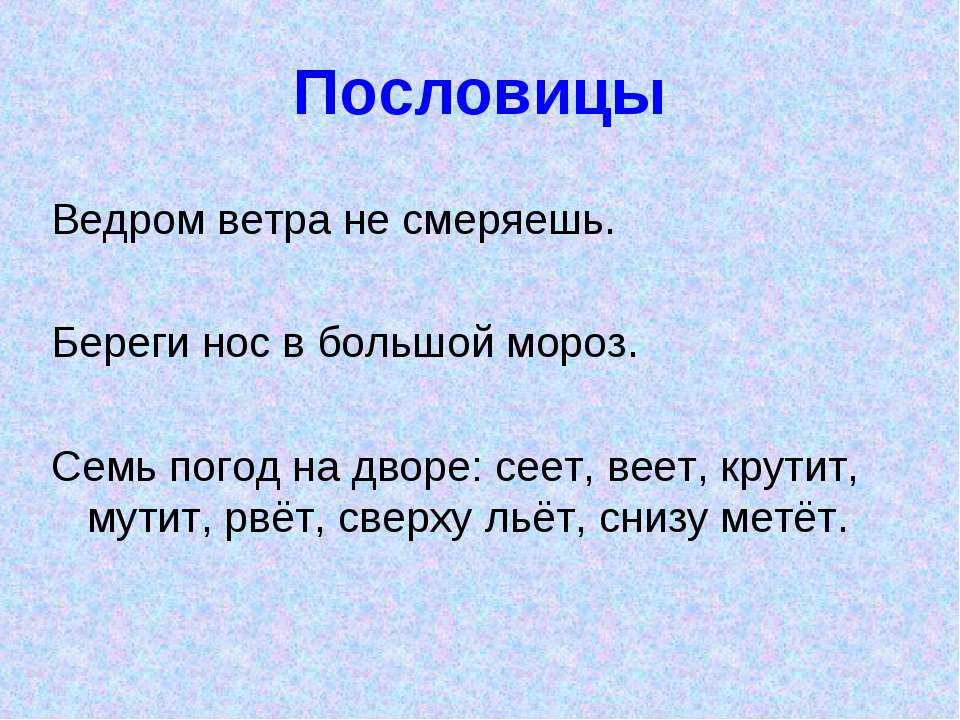 Пословицы
Ведром ветра не смеряешь.
Береги нос в большой мороз.
Семь погод на дворе: сеет, веет, крутит,
мутит, рвёт, сверху льёт, снизу метёт.